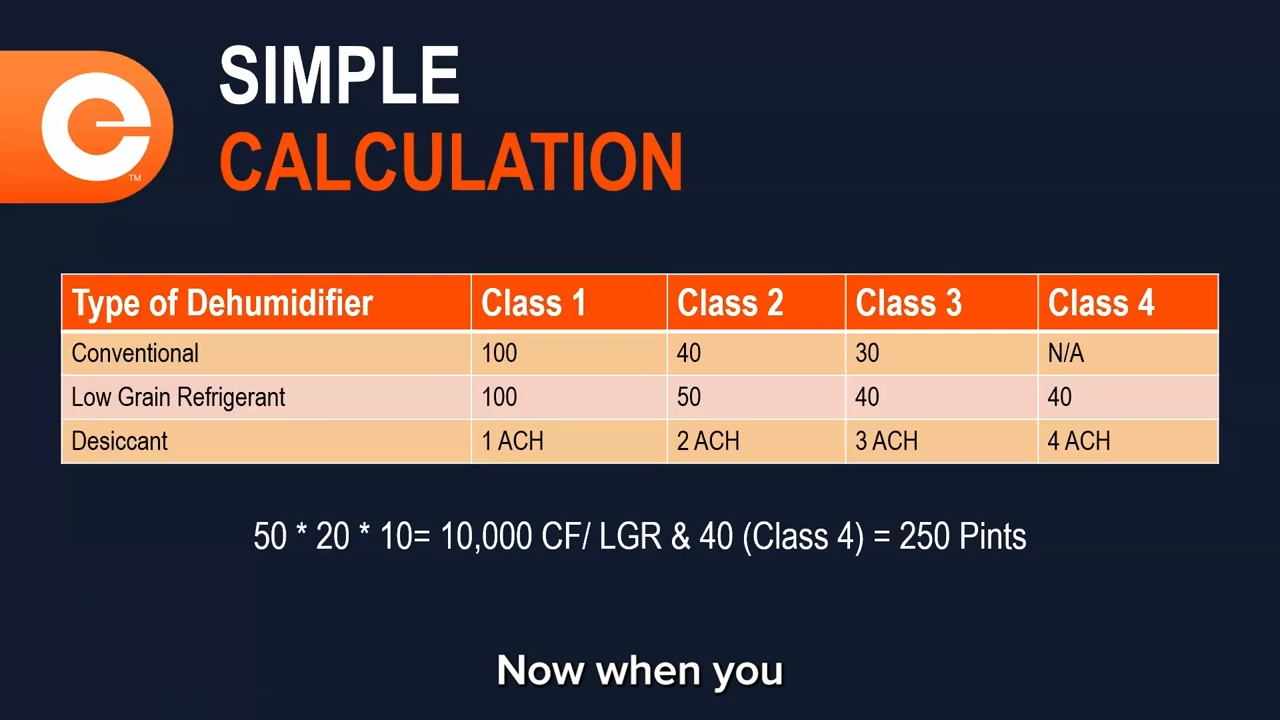 SIMPLE
CALCULATION
TM
Type of Dehumidifier Class 1 Class 2 Class 3 Class 4
Conventional 100 40 30 N/A
Low Grain Refrigerant 100 50 40 40
Desiccant 1 ACH 2 ACH 3 ACH 4 ACH
50 * 20 * 10= 10,000 CF/ LGR & 40 (Class 4) = 250 Pints
Now when you